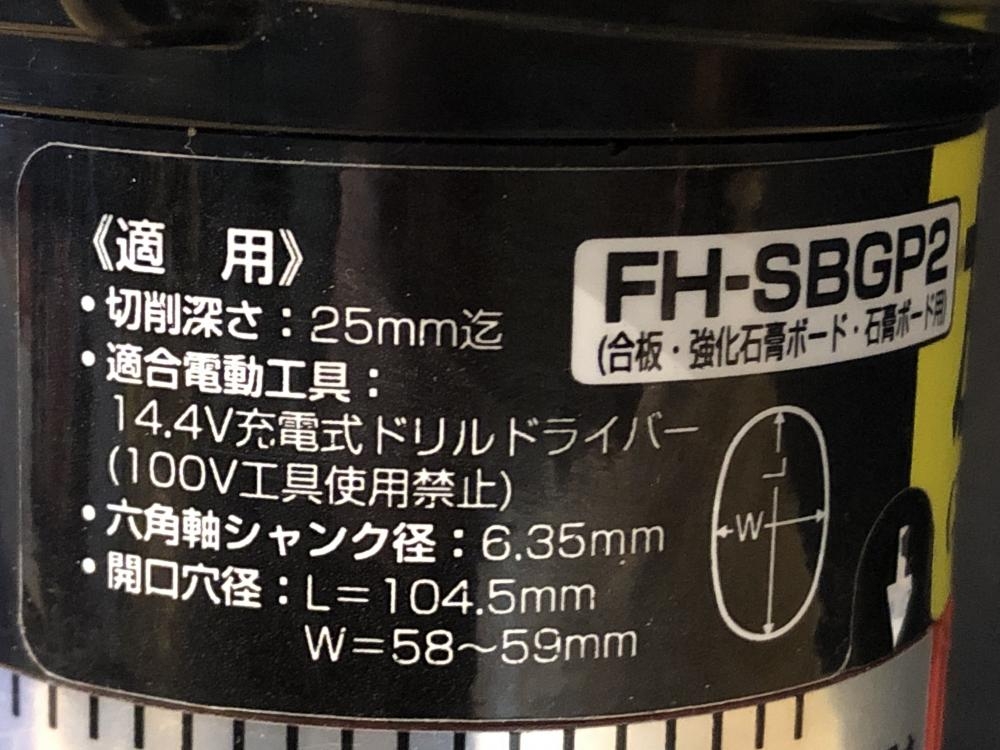 《適 用》
・切削深さ：25mm迄
・適合電動工具：
14.4V充電式ドリルドライバー
(100V工具使用禁止)
・六角軸シャンク径：6.35mm
・開口穴径：L＝104.5mm
W＝58～59mm
FH-SBGP2
(合板・強化石膏ボード・石膏ボード用)
L
W